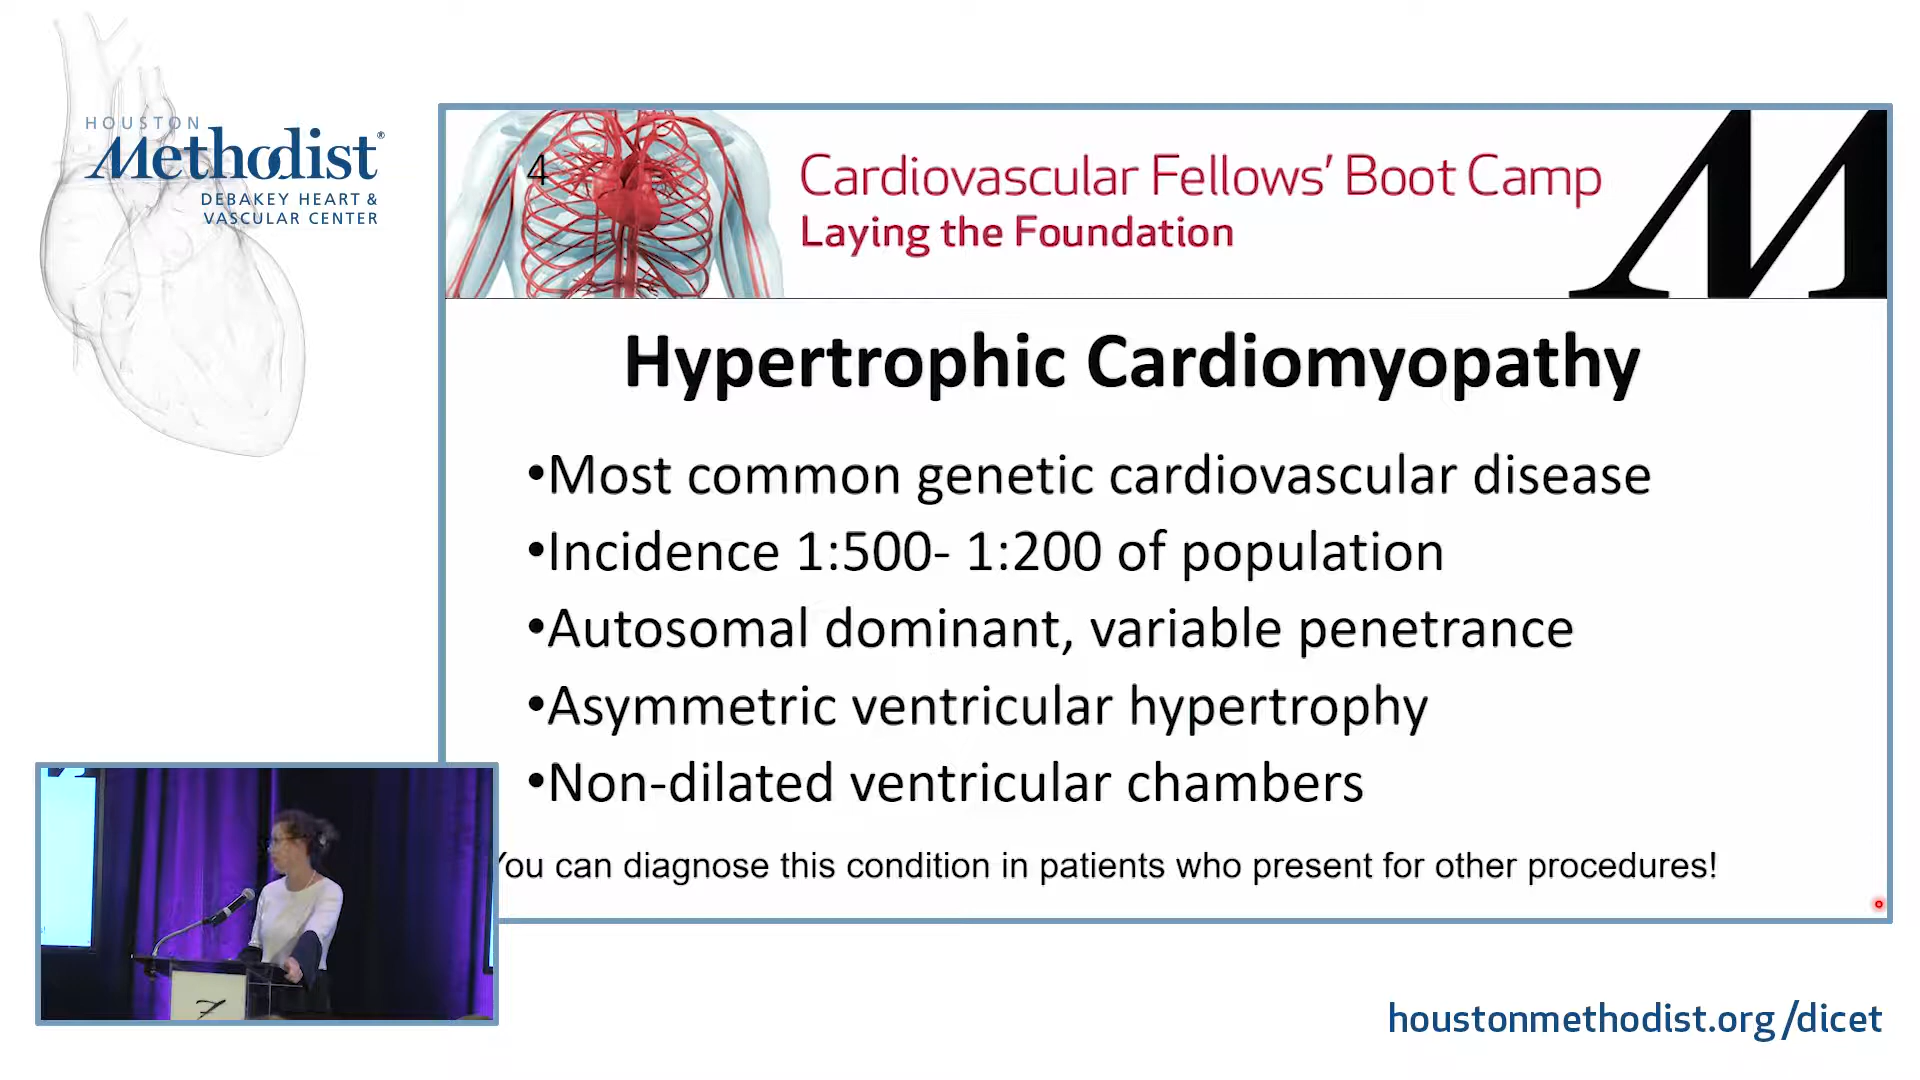 HOUSTON
Methodist®
DEBAKEY HEART &
VASCULAR CENTER
4
Cardiovascular Fellows’ Boot Camp
Laying the Foundation
M
Hypertrophic Cardiomyopathy
•Most common genetic cardiovascular disease
•Incidence 1:500- 1:200 of population
•Autosomal dominant, variable penetrance
•Asymmetric ventricular hypertrophy
•Non-dilated ventricular chambers
You can diagnose this condition in patients who present for other procedures!
houstonmethodist.org/dicet